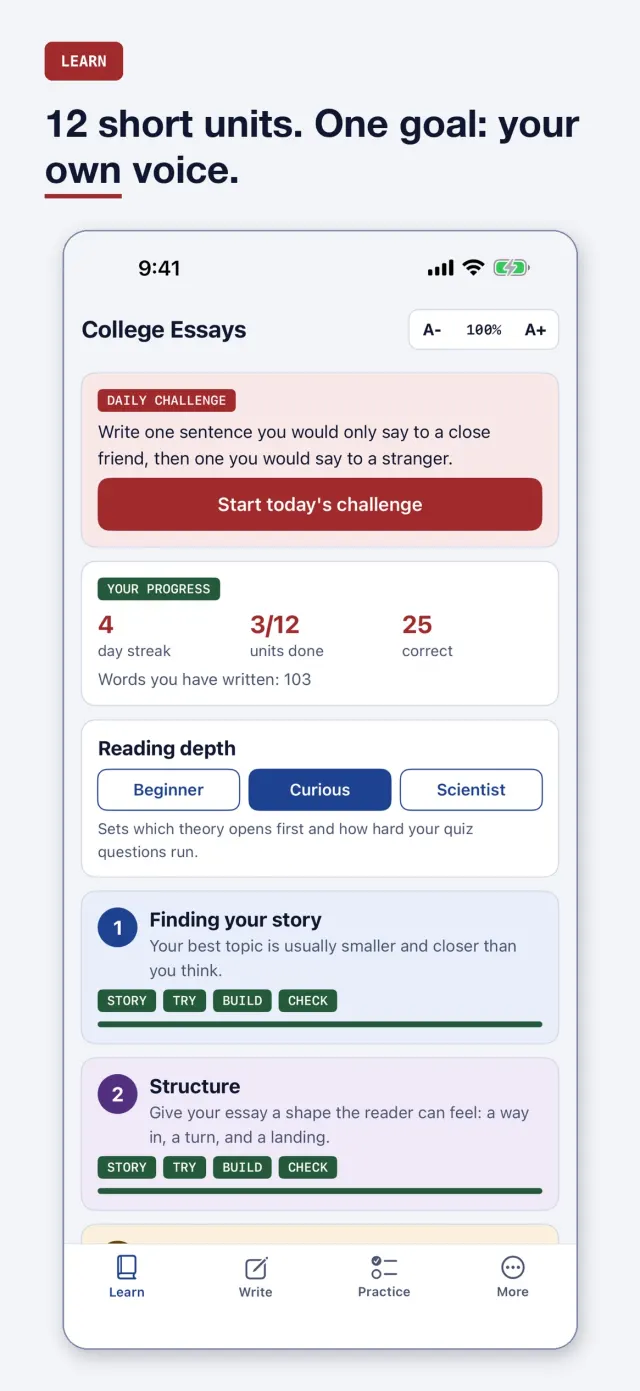 LEARN
12 short units. One goal: your
own voice.
9:41
College Essays
A- 100% A+
DAILY CHALLENGE
Write one sentence you would only say to a close
friend, then one you would say to a stranger.
Start today's challenge
YOUR PROGRESS
4 3/12 25
day streak units done correct
Words you have written: 103
Reading depth
Beginner Curious Scientist
Sets which theory opens first and how hard your quiz
questions run.
1 Finding your story
Your best topic is usually smaller and closer than
you think.
STORY TRY BUILD CHECK
2 Structure
Give your essay a shape the reader can feel: a way
in, a turn, and a landing.
STORY TRY BUILD CHECK
Learn Write Practice More